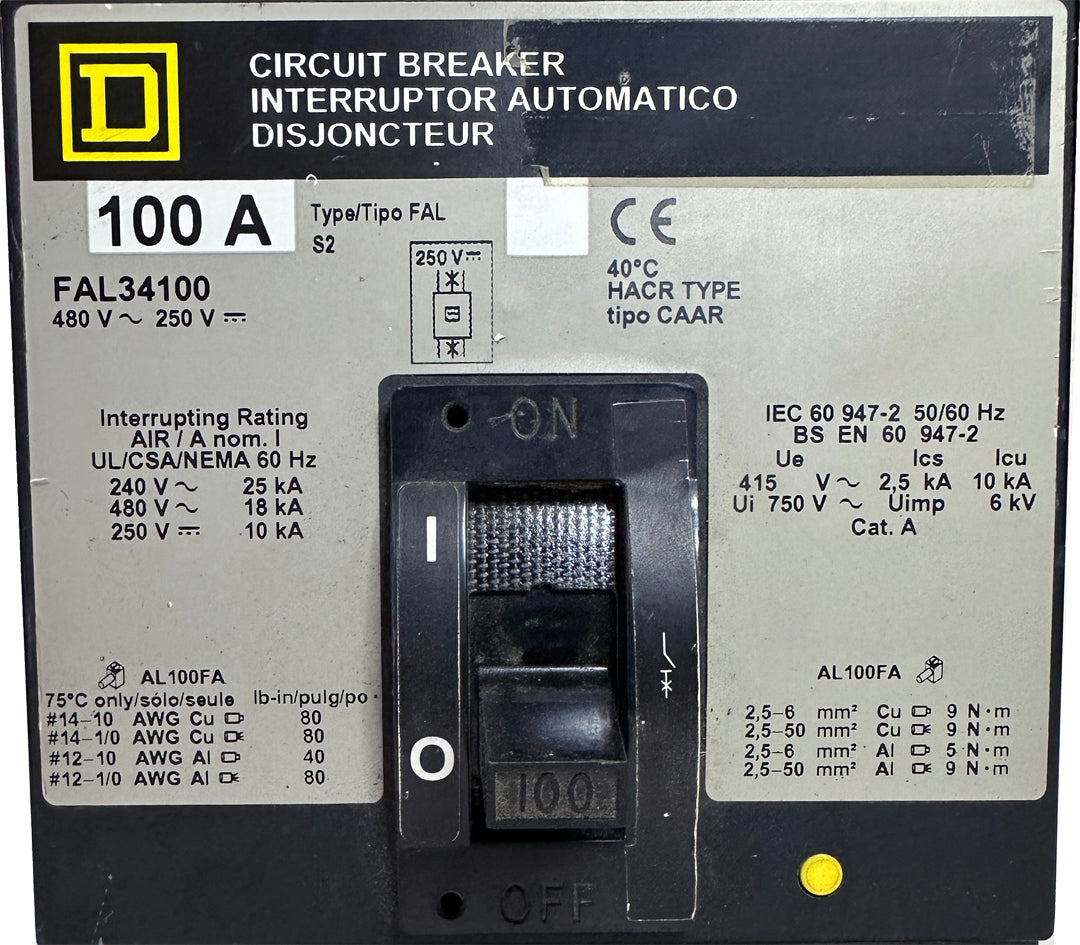 D
CIRCUIT BREAKER
INTERRUPTOR AUTOMATICO
DISJONCTEUR
100 A
Type/Tipo FAL
S2
CE
FAL34100
480 V ~ 250 V ⎓
250 V⎓
40°C
HACR TYPE
tipo CAAR
Interrupting Rating
AIR / A nom. I
UL/CSA/NEMA 60 Hz
240 V ~ 25 kA
480 V ~ 18 kA
250 V ⎓ 10 kA
ON
I
O
100
OFF
IEC 60 947-2 50/60 Hz
BS EN 60 947-2
Ue Ics Icu
415 V ~ 2,5 kA 10 kA
Ui 750 V ~ Uimp 6 kV
Cat. A
AL100FA
75°C only/sólo/seule lb-in/pulg/po
#14-10 AWG Cu 80
#14-1/0 AWG Cu 80
#12-10 AWG Al 40
#12-1/0 AWG Al 80
AL100FA
2,5-6 mm² Cu 9 N·m
2,5-50 mm² Cu 9 N·m
2,5-6 mm² Al 5 N·m
2,5-50 mm² Al 9 N·m